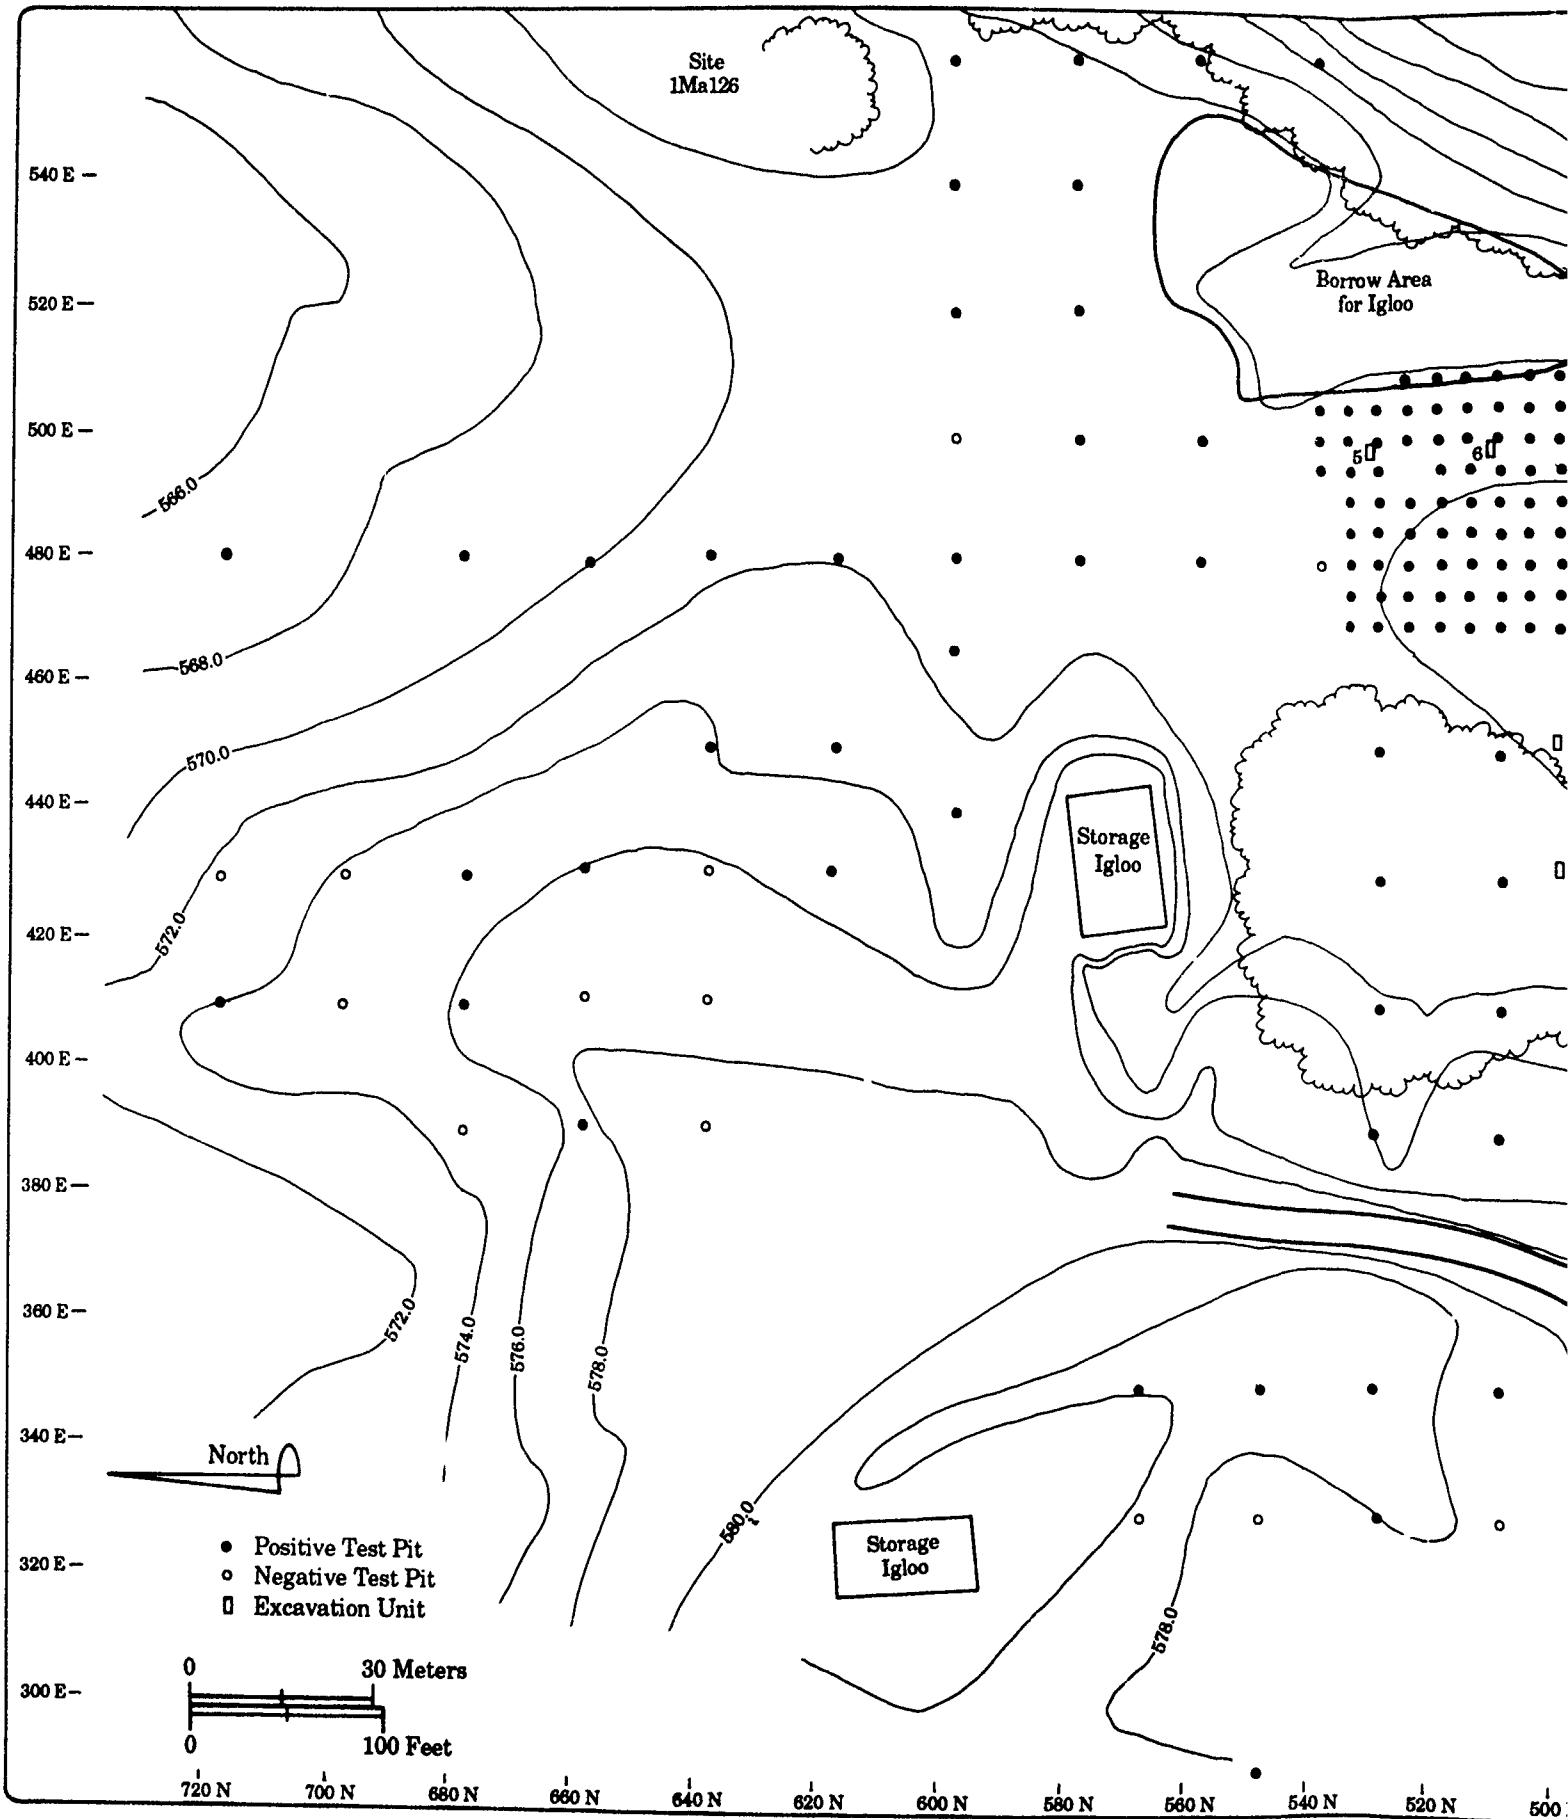 Site
1Ma126
540 E
Borrow Area
for Igloo
520 E
500 E
5
6
566.0
480 E
568.0
460 E
570.0
440 E
Storage
Igloo
420 E
572.0
400 E
380 E
360 E
572.0
574.0
576.0
578.0
340 E
North
580.0
Positive Test Pit
Negative Test Pit
Excavation Unit
320 E
Storage
Igloo
578.0
0
30 Meters
300 E
0
100 Feet
720 N
700 N
680 N
660 N
640 N
620 N
600 N
580 N
560 N
540 N
520 N
500